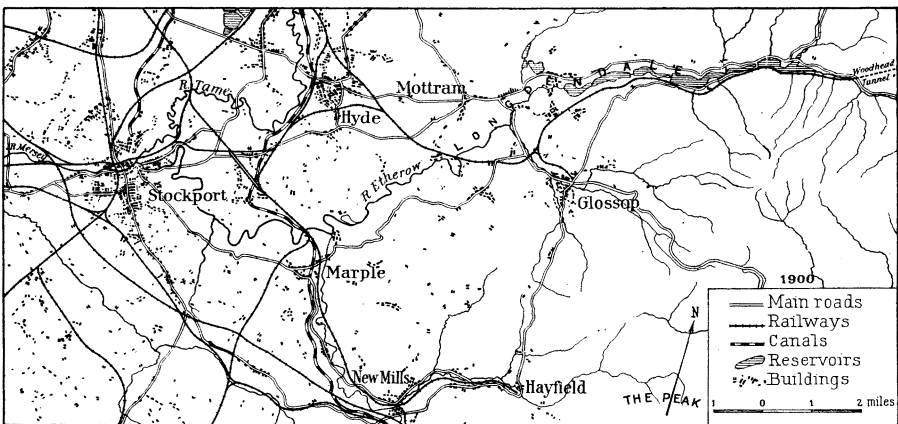 Woodhead
Tunnel
LONGDENDALE
R. Tame
Mottram
Hyde
R. Mersey
R. Etherow
Stockport
Glossop
Marple
1900
Main roads
Railways
Canals
Reservoirs
Buildings
N
New Mills
Hayfield
THE PEAK
1 0 1 2 miles